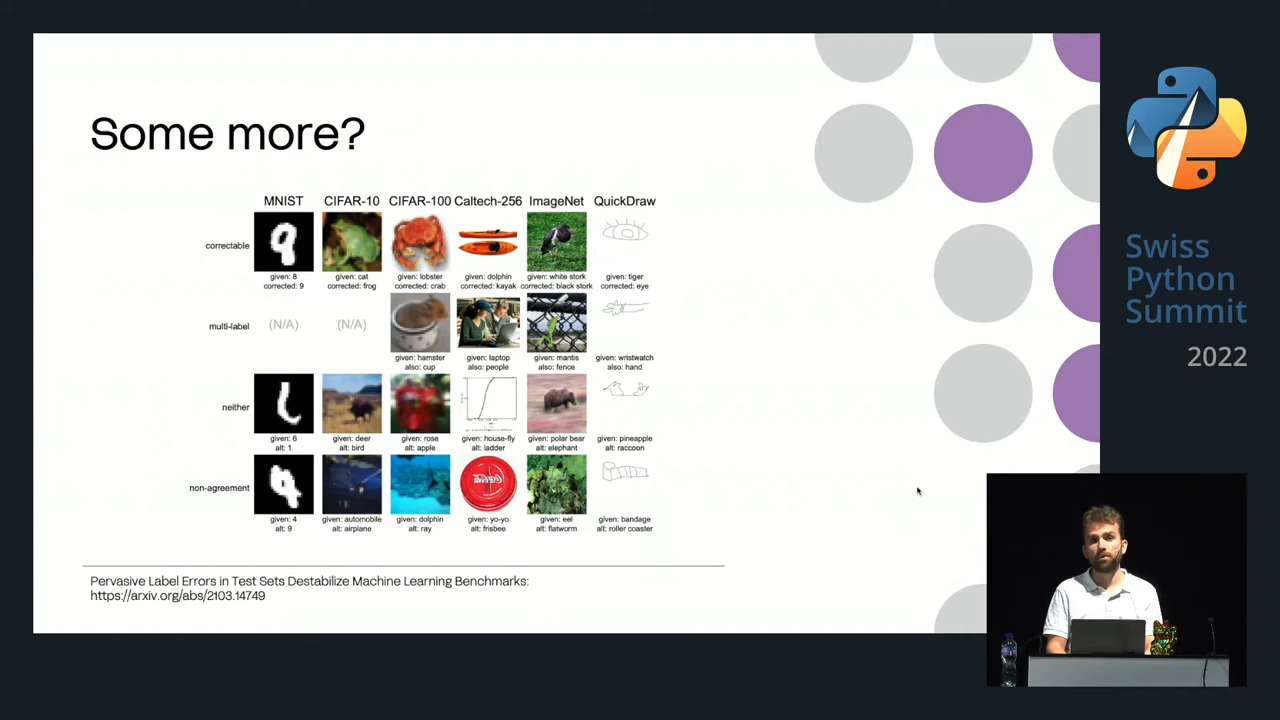 Some more?
MNIST CIFAR-10 CIFAR-100 Caltech-256 ImageNet QuickDraw
correctable
given: 8 given: cat given: lobster given: dolphin given: white stork given: tiger
corrected: 9 corrected: frog corrected: crab corrected: kayak corrected: black stork corrected: eye
multi-label (N/A) (N/A)
given: hamster given: laptop given: mantis given: wristwatch
also: cup also: people also: fence also: hand
neither
given: 6 given: deer given: rose given: house-fly given: polar bear given: pineapple
alt: 1 alt: bird alt: apple alt: ladder alt: elephant alt: raccoon
non-agreement
given: 4 given: automobile given: dolphin given: yo-yo given: eel given: bandage
alt: 9 alt: airplane alt: ray alt: frisbee alt: flatworm alt: roller coaster
Pervasive Label Errors in Test Sets Destabilize Machine Learning Benchmarks:
https://arxiv.org/abs/2103.14749
Swiss
Python
Summit
2022